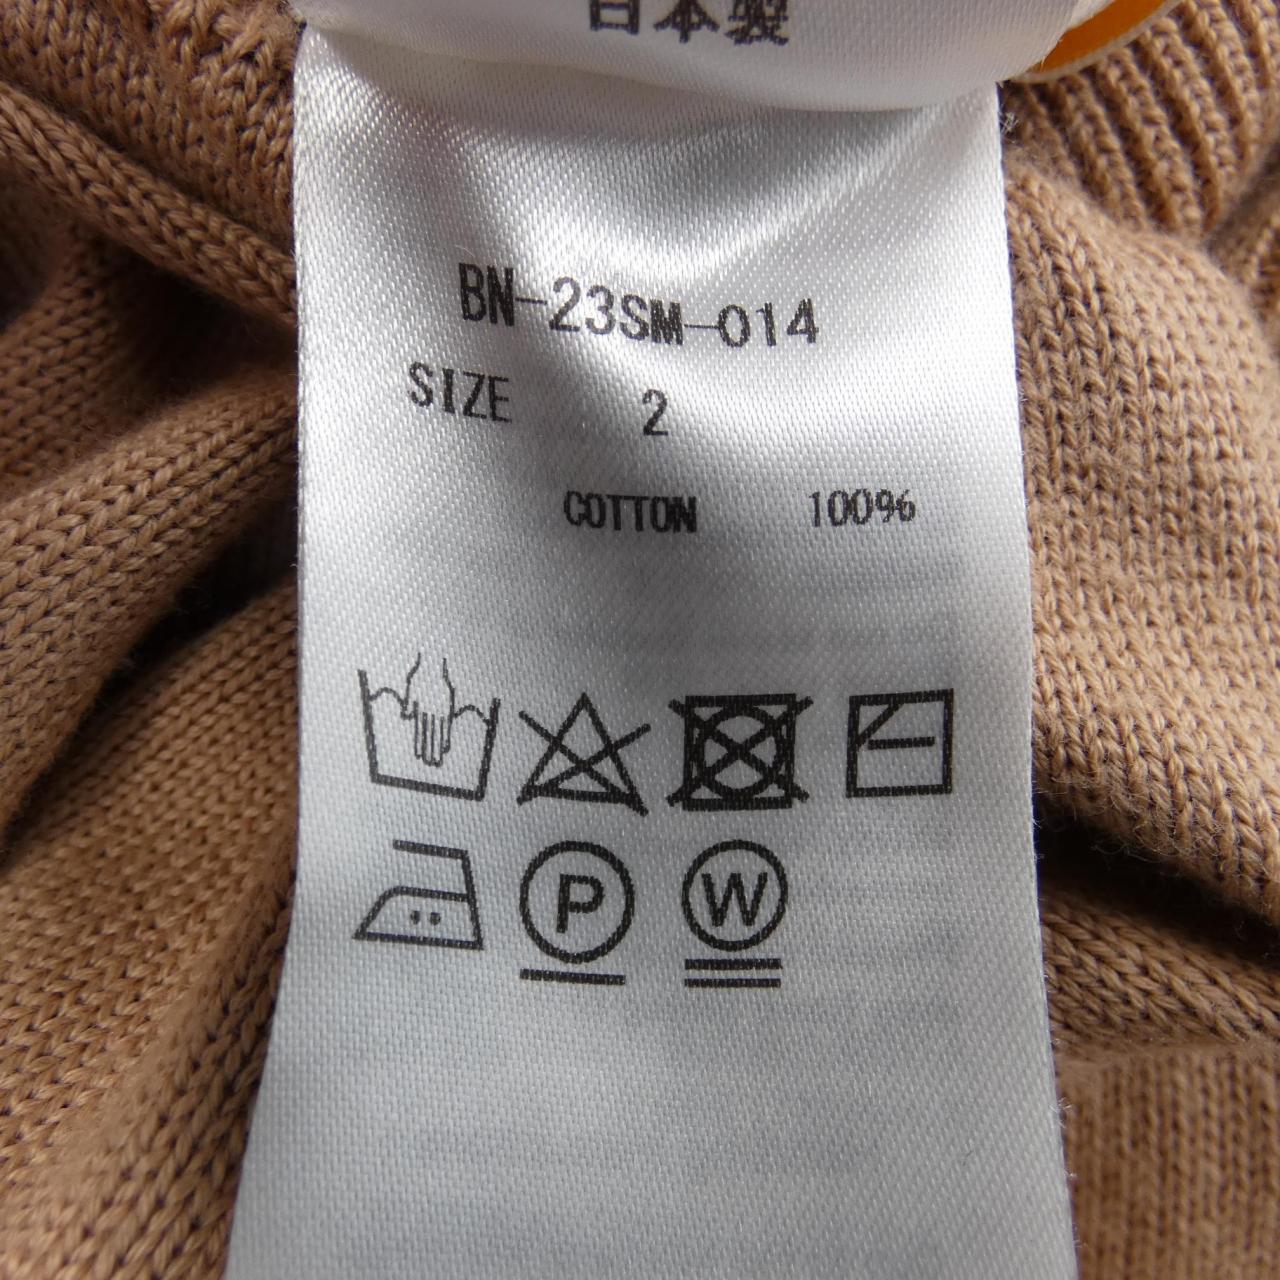 日本製
BN-23SM-014
SIZE 2
COTTON 100%
P W